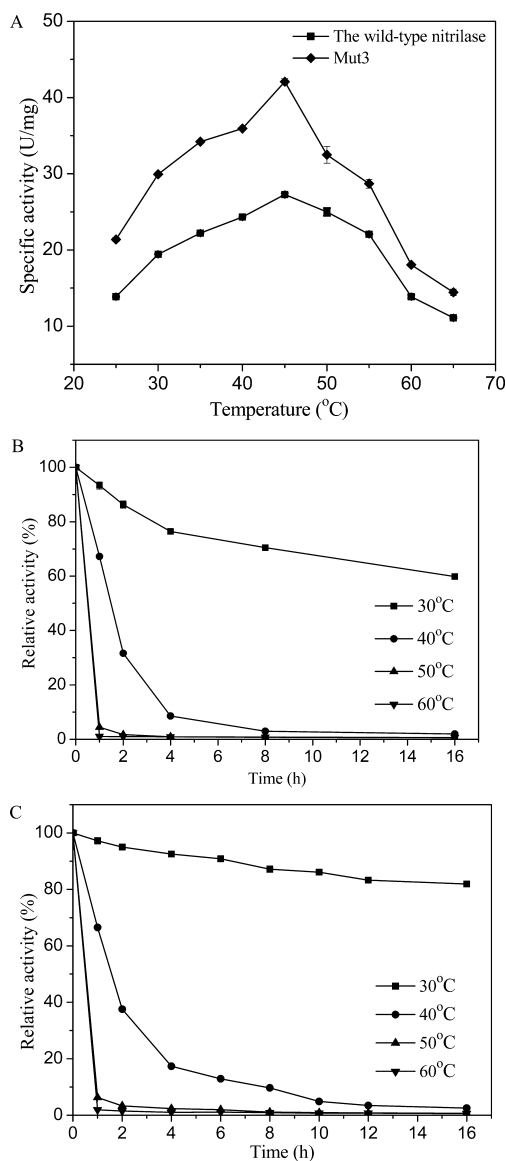 A
The wild-type nitrilase
Mut3
Specific activity (U/mg)
50
40
30
20
10
20 30 40 50 60 70
Temperature (°C)
B
Relative activity (%)
100
80
60
40
20
0
30°C
40°C
50°C
60°C
0 2 4 6 8 10 12 14 16
Time (h)
C
Relative activity (%)
100
80
60
40
20
0
30°C
40°C
50°C
60°C
0 2 4 6 8 10 12 14 16
Time (h)